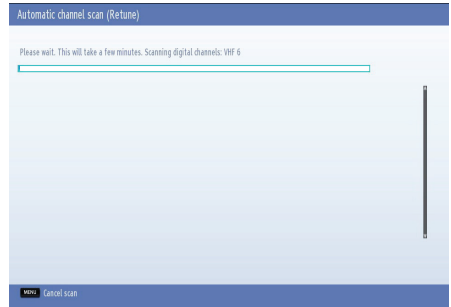 Automatic channel scan (Retune)
Please wait. This will take a few minutes. Scanning digital channels: VHF 6
MENU Cancel scan